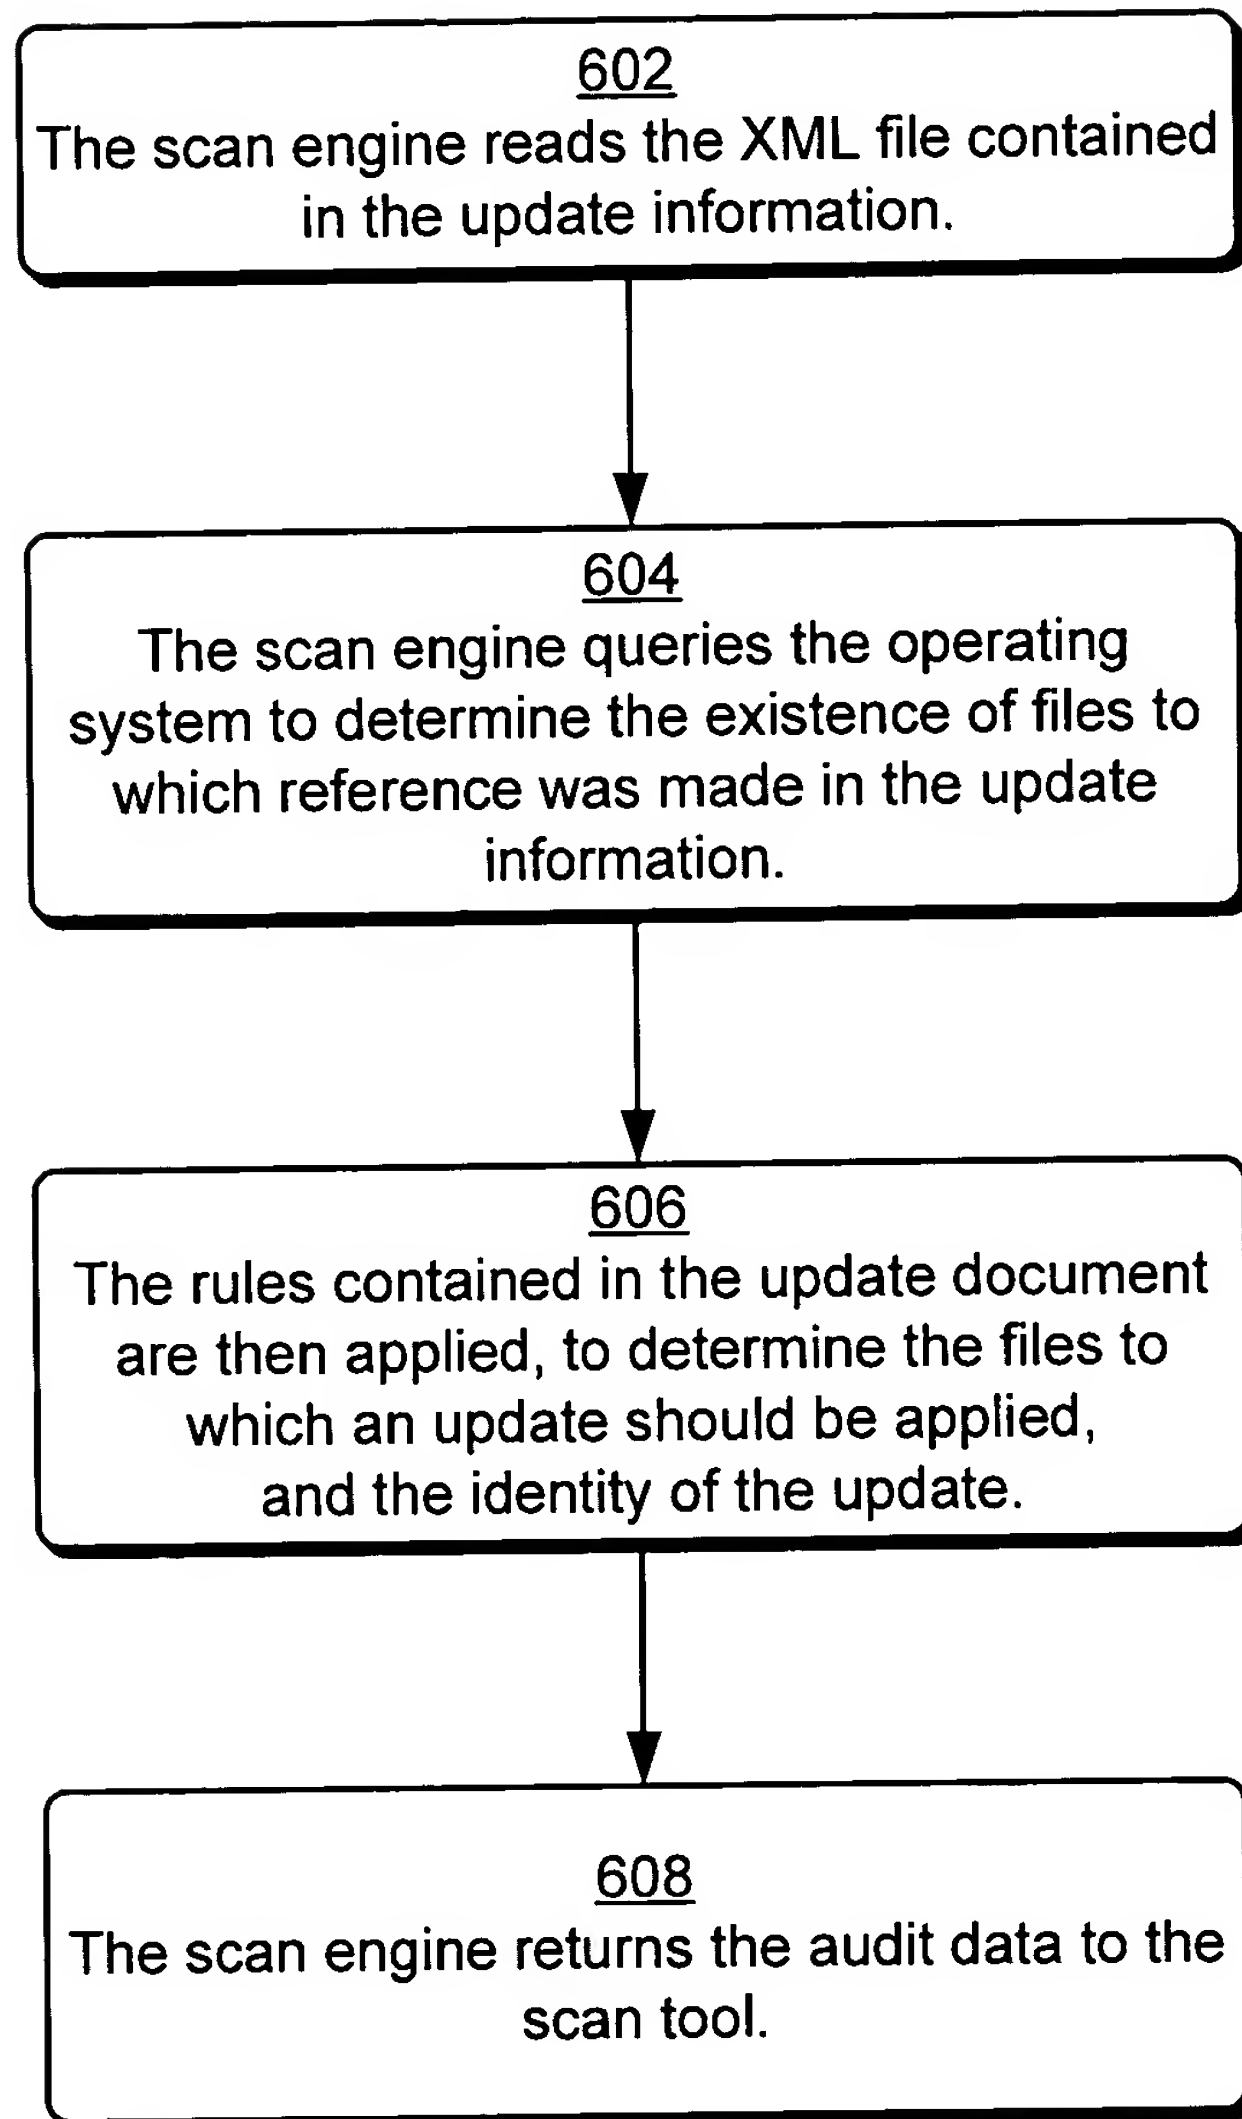 602
The scan engine reads the XML file contained
in the update information.
604
The scan engine queries the operating
system to determine the existence of files to
which reference was made in the update
information.
606
The rules contained in the update document
are then applied, to determine the files to
which an update should be applied,
and the identity of the update.
608
The scan engine returns the audit data to the
scan tool.